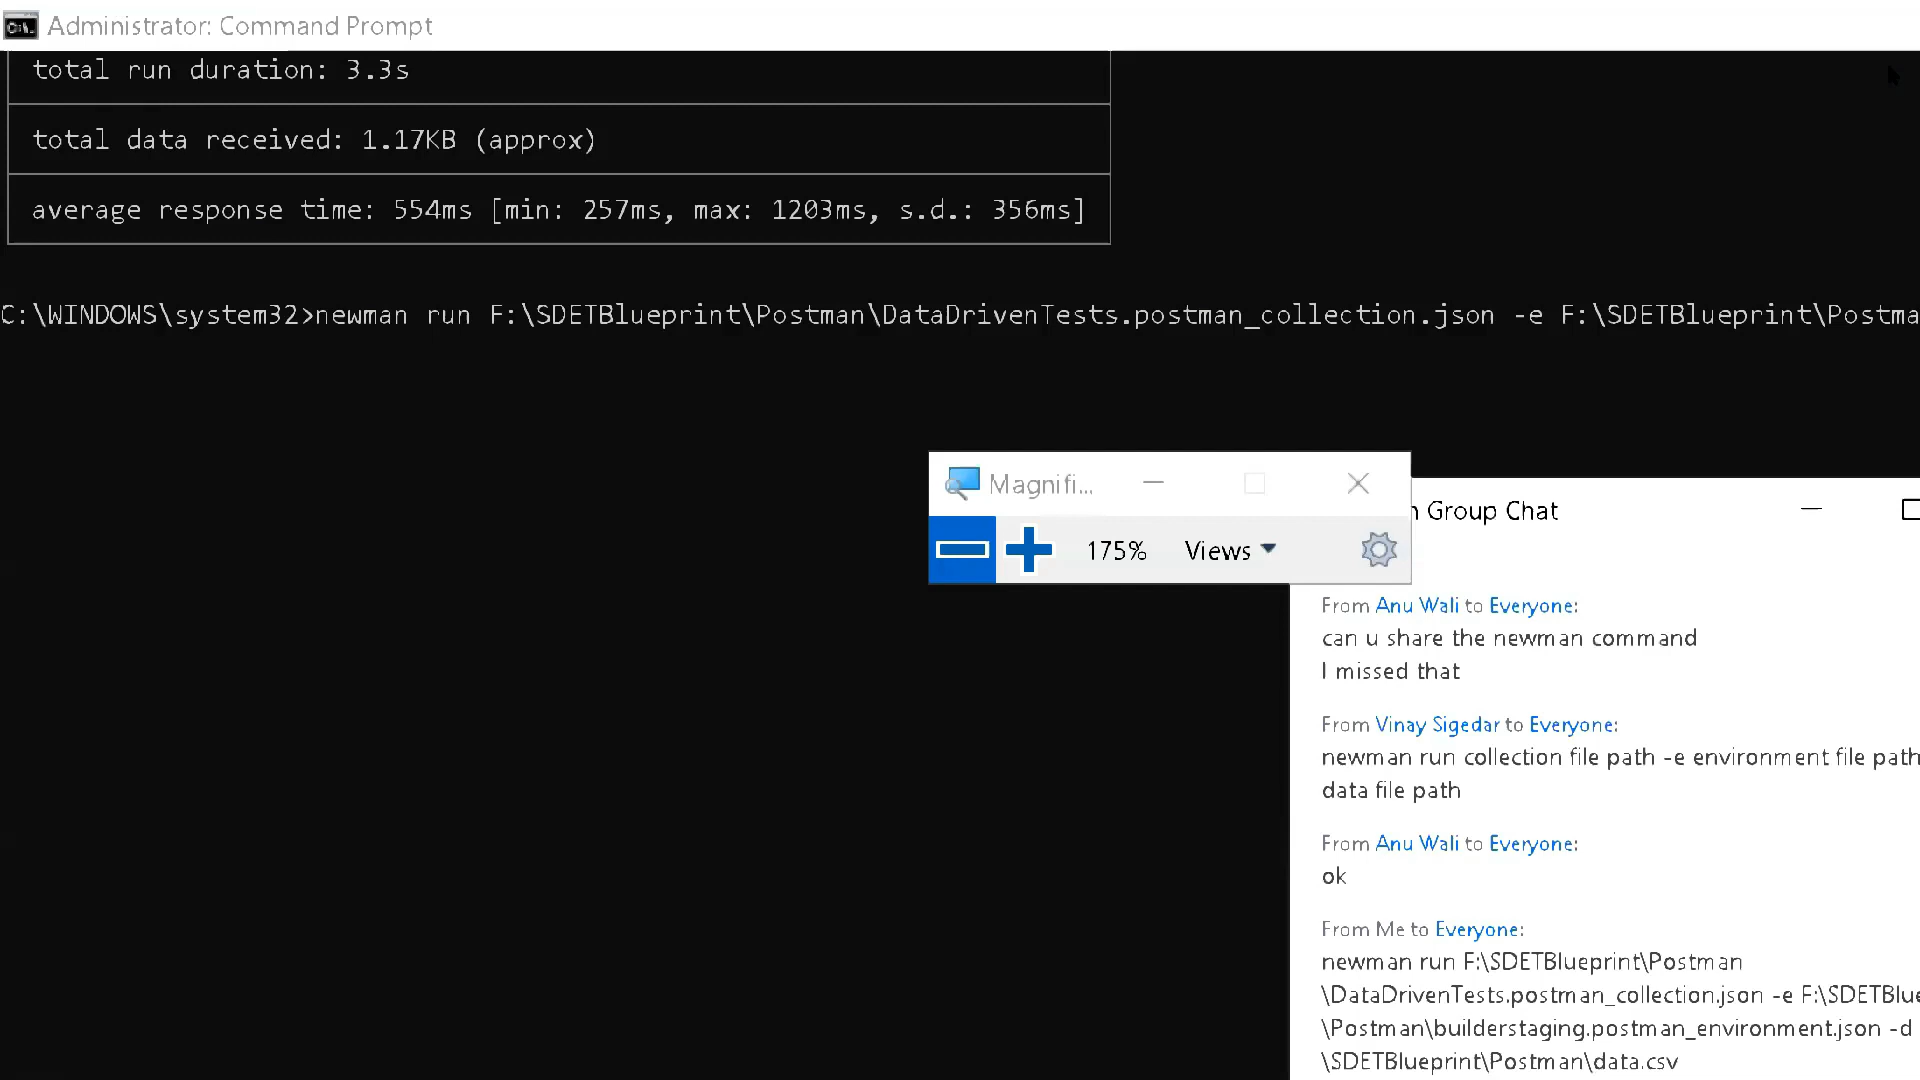 Administrator: Command Prompt
total run duration: 3.3s
total data received: 1.17KB (approx)
average response time: 554ms [min: 257ms, max: 1203ms, s.d.: 356ms]
C:\WINDOWS\system32>newman run F:\SDETBlueprint\Postman\DataDrivenTests.postman_collection.json -e F:\SDETBlueprint\Postma
Magnifi...
175% Views
Group Chat
From Anu Wali to Everyone:
can u share the newman command
I missed that
From Vinay Sigedar to Everyone:
newman run collection file path -e environment file path
data file path
From Anu Wali to Everyone:
ok
From Me to Everyone:
newman run F:\SDETBlueprint\Postman
\DataDrivenTests.postman_collection.json -e F:\SDETBlue
\Postman\builderstaging.postman_environment.json -d
\SDETBlueprint\Postman\data.csv